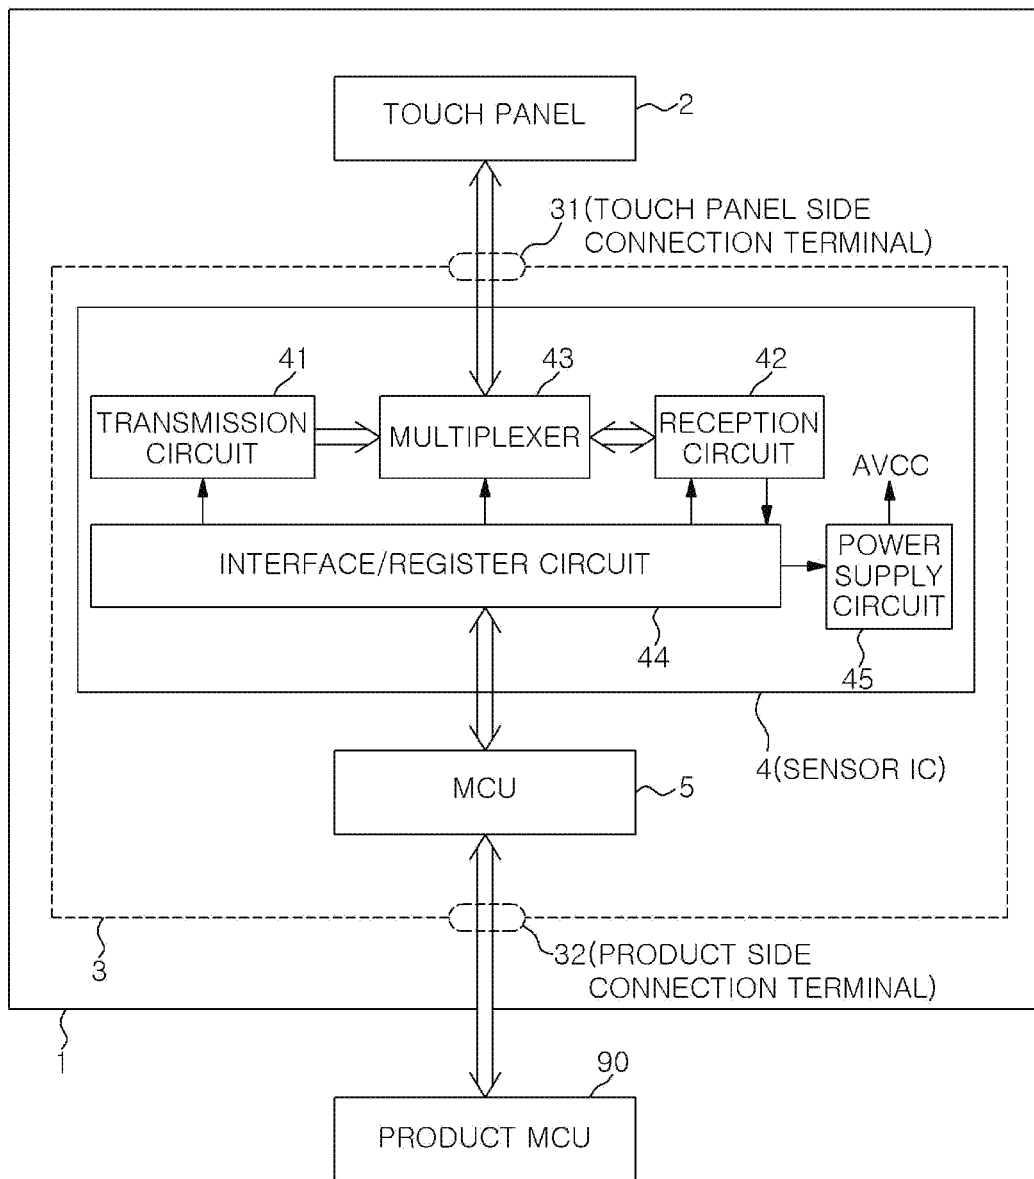 TOUCH PANEL
2
31(TOUCH PANEL SIDE
CONNECTION TERMINAL)
41
43
42
TRANSMISSION
CIRCUIT
MULTIPLEXER
RECEPTION
CIRCUIT
AVCC
INTERFACE/REGISTER CIRCUIT
POWER
SUPPLY
CIRCUIT
44
45
4(SENSOR IC)
MCU
5
3
32(PRODUCT SIDE
CONNECTION TERMINAL)
1
90
PRODUCT MCU